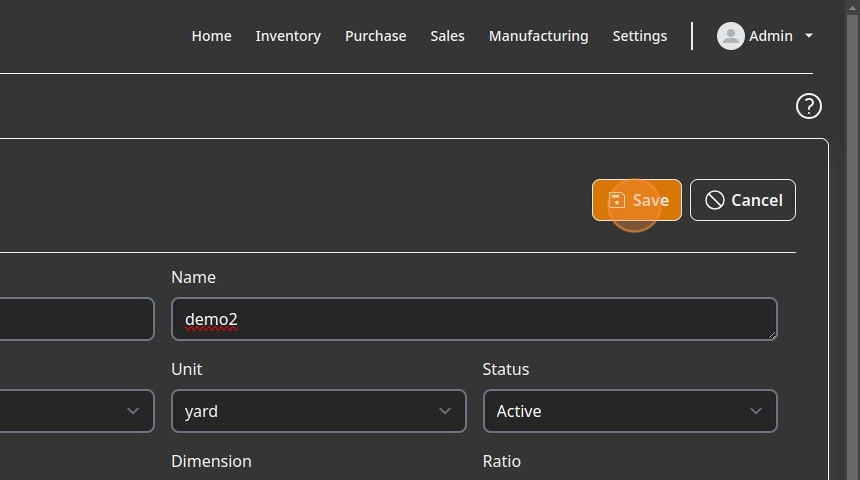 Home Inventory Purchase Sales Manufacturing Settings Admin
Save Cancel
Name
demo2
Unit Status
yard Active
Dimension Ratio